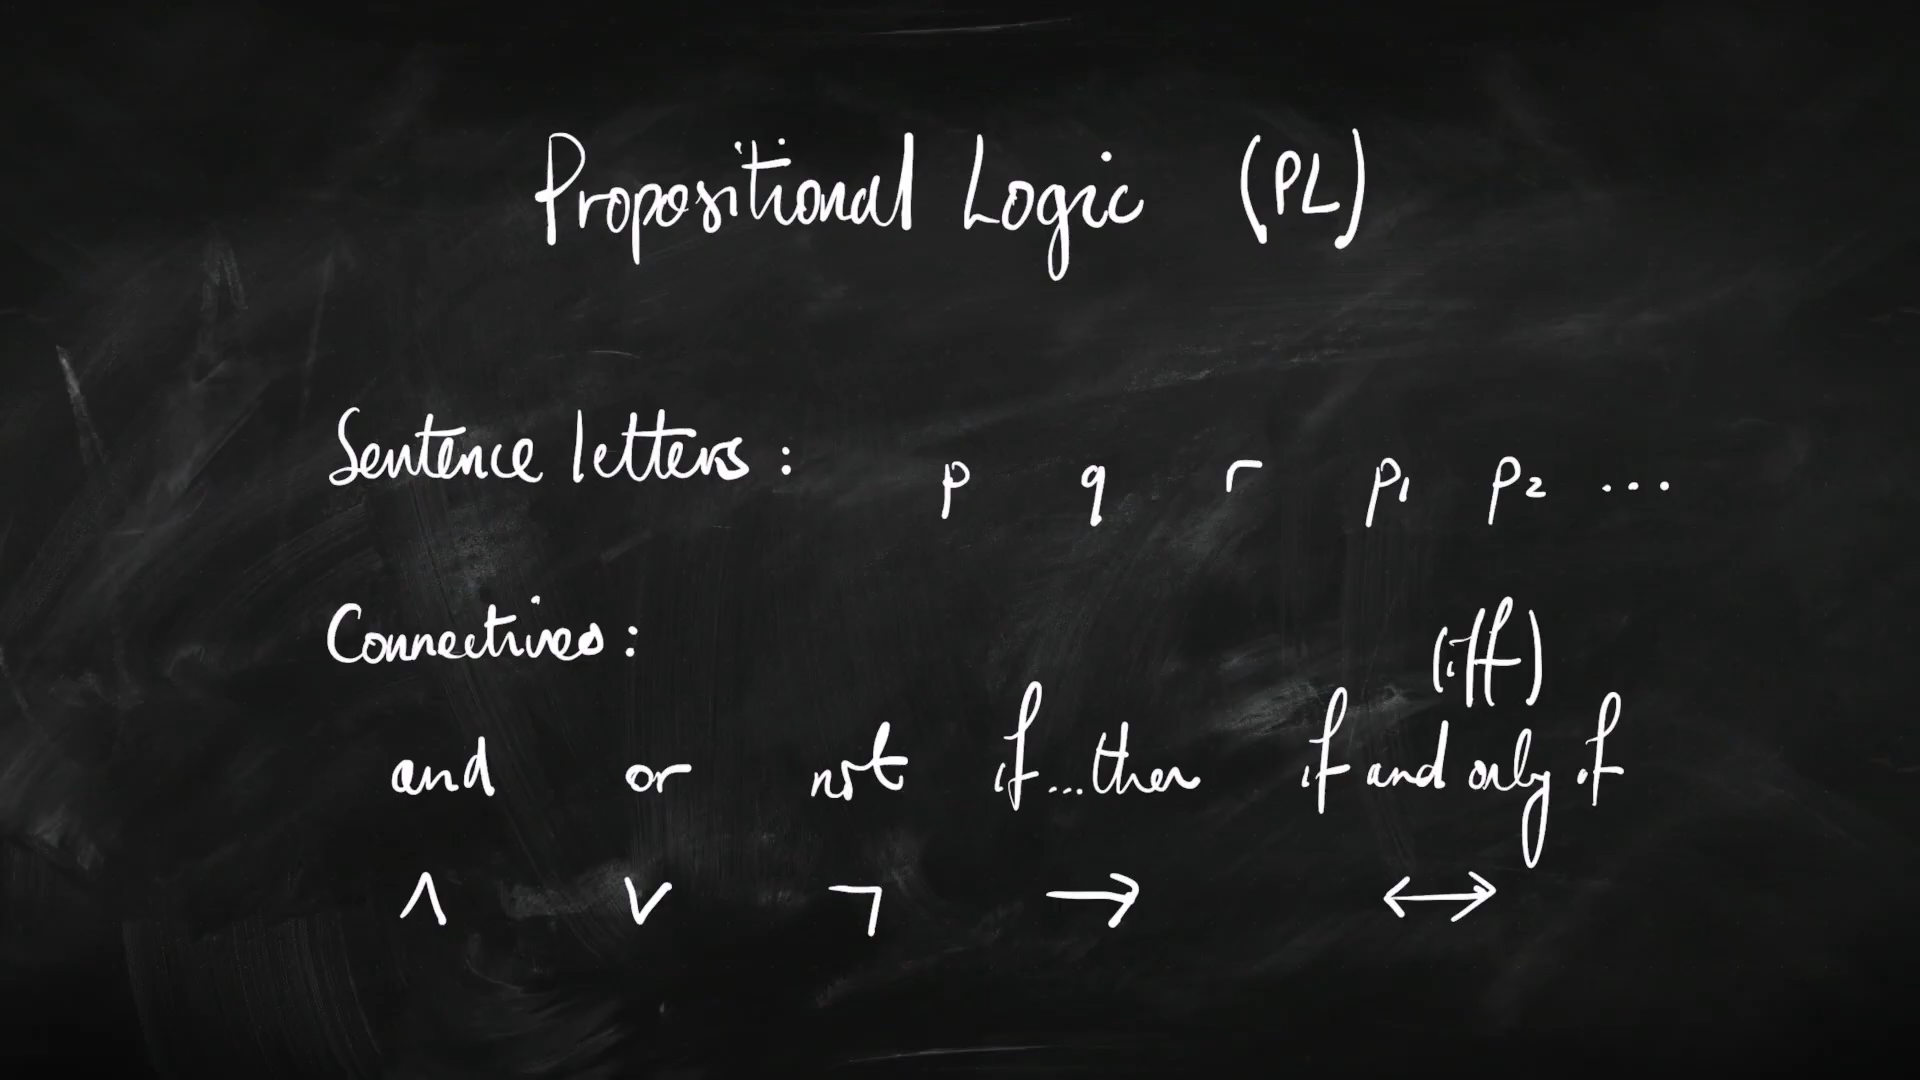 Propositional Logic (PL)
Sentence letters: p q r p₁ p₂ ...
Connectives:
(iff)
and or not if...then if and only if
∧ ∨ ¬ → ↔